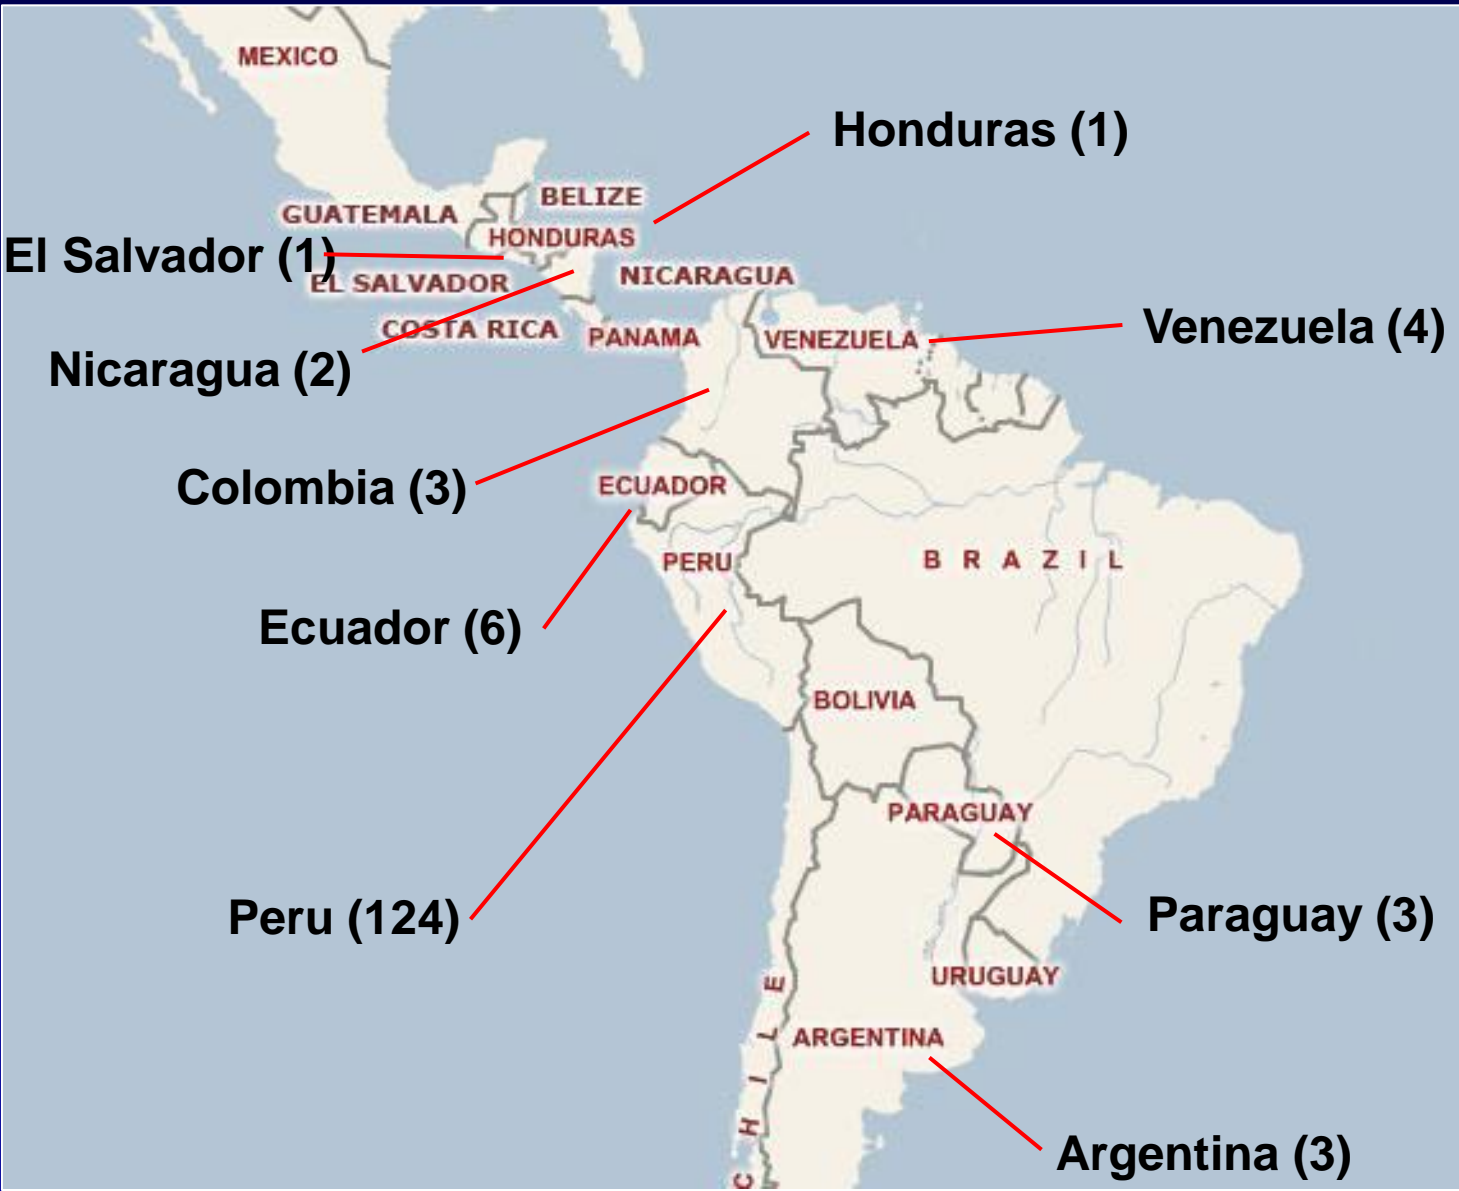 MEXICO
Honduras (1)
BELIZE
GUATEMALA
HONDURAS
El Salvador (1)
NICARAGUA
EL SALVADOR
COSTA RICA
PANAMA
VENEZUELA
Venezuela (4)
Nicaragua (2)
Colombia (3)
ECUADOR
PERU
BRAZIL
Ecuador (6)
BOLIVIA
PARAGUAY
Peru (124)
Paraguay (3)
URUGUAY
CHILE
ARGENTINA
Argentina (3)